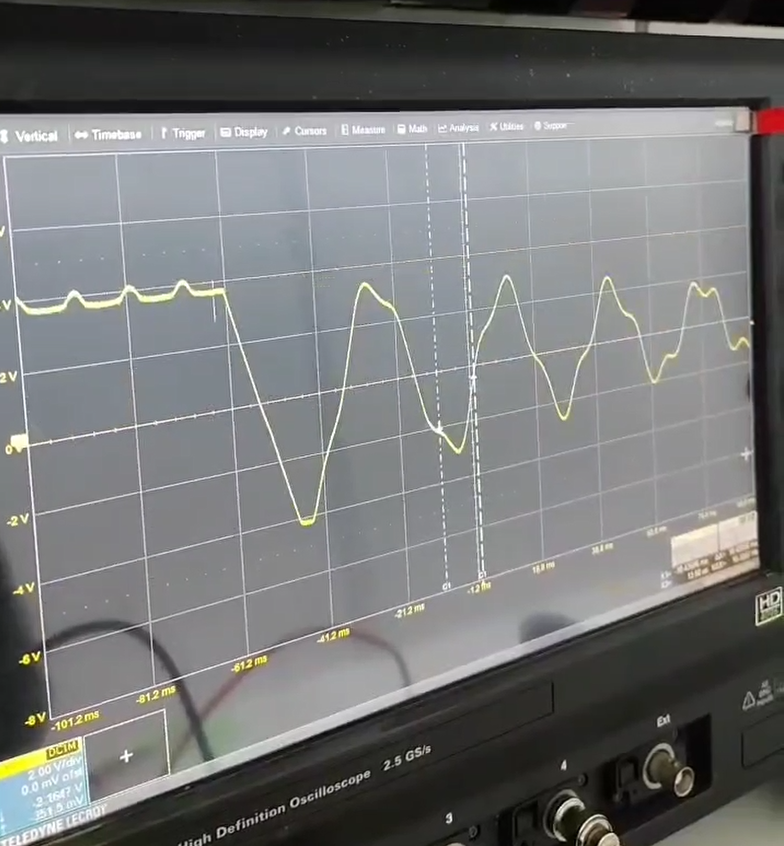 Vertical
Timebase
Trigger
Display
Cursors
Measure
Math
Analysis
Utilities
Support
V
V
2 V
0 V
-2 V
-4 V
-6 V
-8 V
-101.2 ms
-81.2 ms
-61.2 ms
-41.2 ms
-21.2 ms
-1.2 ms
18.8 ms
38.8 ms
DC1M
2.00 V/div
0.0 mV ofst
351.5 mV
TELEDYNE LECROY
High Definition Oscilloscope 2.5 GS/s
3
4
Ext
HD